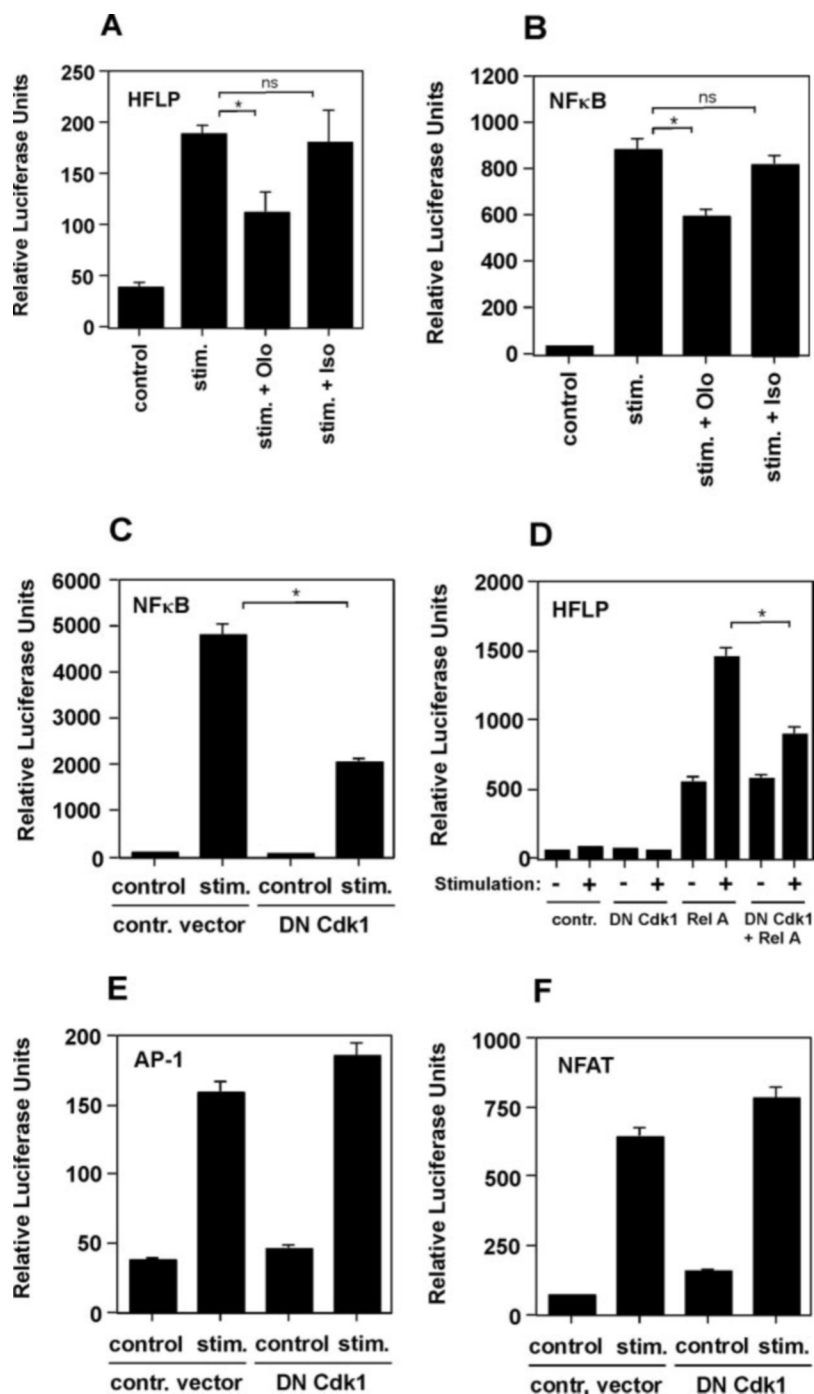 A
Relative Luciferase Units
250
200
150
100
50
0
HFLP
*
ns
control
stim.
stim. + Olo
stim. + Iso
B
Relative Luciferase Units
1200
1000
800
600
400
200
0
NFκB
*
ns
control
stim.
stim. + Olo
stim. + Iso
C
Relative Luciferase Units
6000
5000
4000
3000
2000
1000
0
NFκB
*
control stim. control stim.
contr. vector DN Cdk1
D
Relative Luciferase Units
2000
1500
1000
500
0
HFLP
*
Stimulation: - + - + - + - +
contr. DN Cdk1 Rel A DN Cdk1
+ Rel A
E
Relative Luciferase Units
200
150
100
50
0
AP-1
control stim. control stim.
contr. vector DN Cdk1
F
Relative Luciferase Units
1000
750
500
250
0
NFAT
control stim. control stim.
contr. vector DN Cdk1